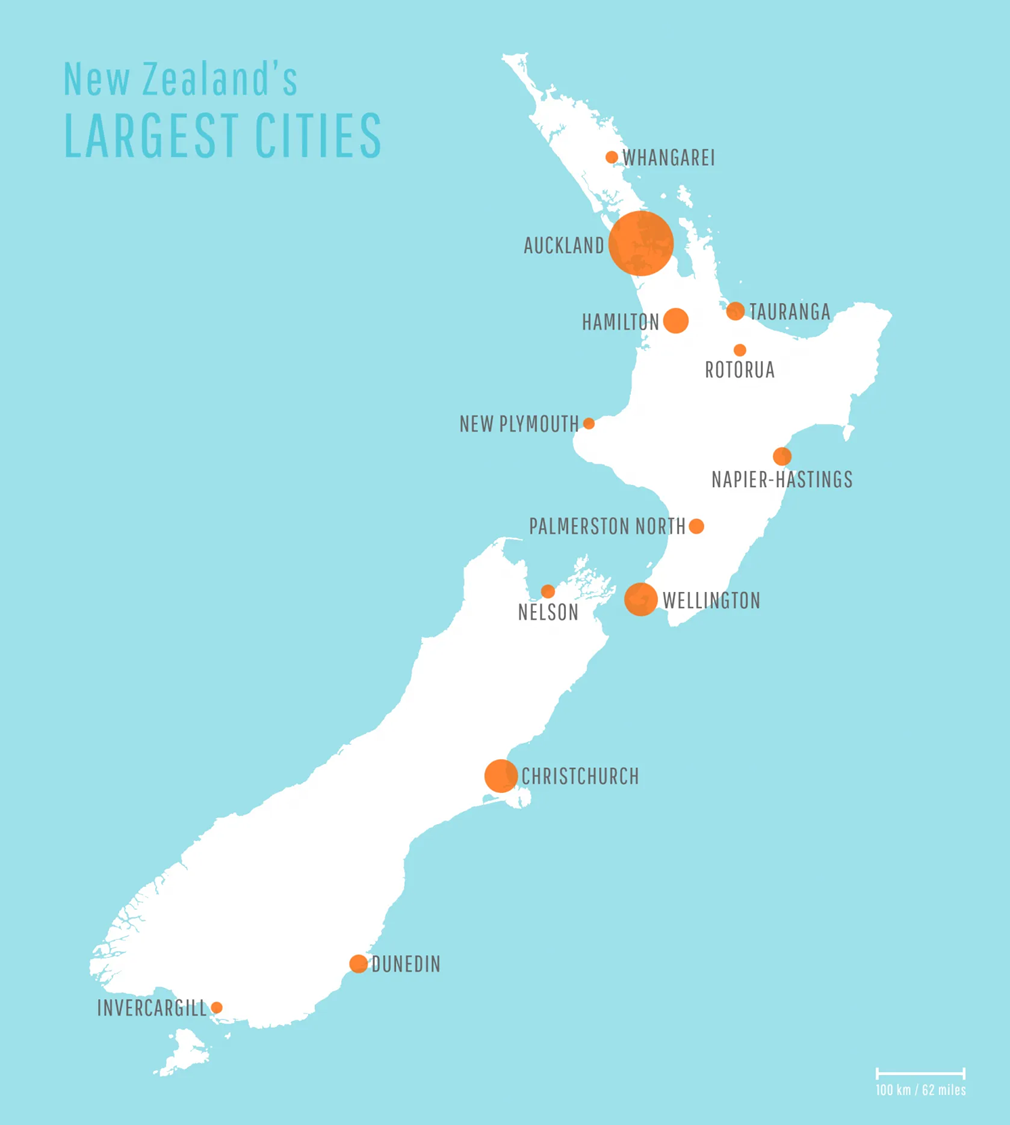 New Zealand's
LARGEST CITIES
WHANGAREI
AUCKLAND
TAURANGA
HAMILTON
ROTORUA
NEW PLYMOUTH
NAPIER-HASTINGS
PALMERSTON NORTH
WELLINGTON
NELSON
CHRISTCHURCH
DUNEDIN
INVERCARGILL
100 km / 62 miles